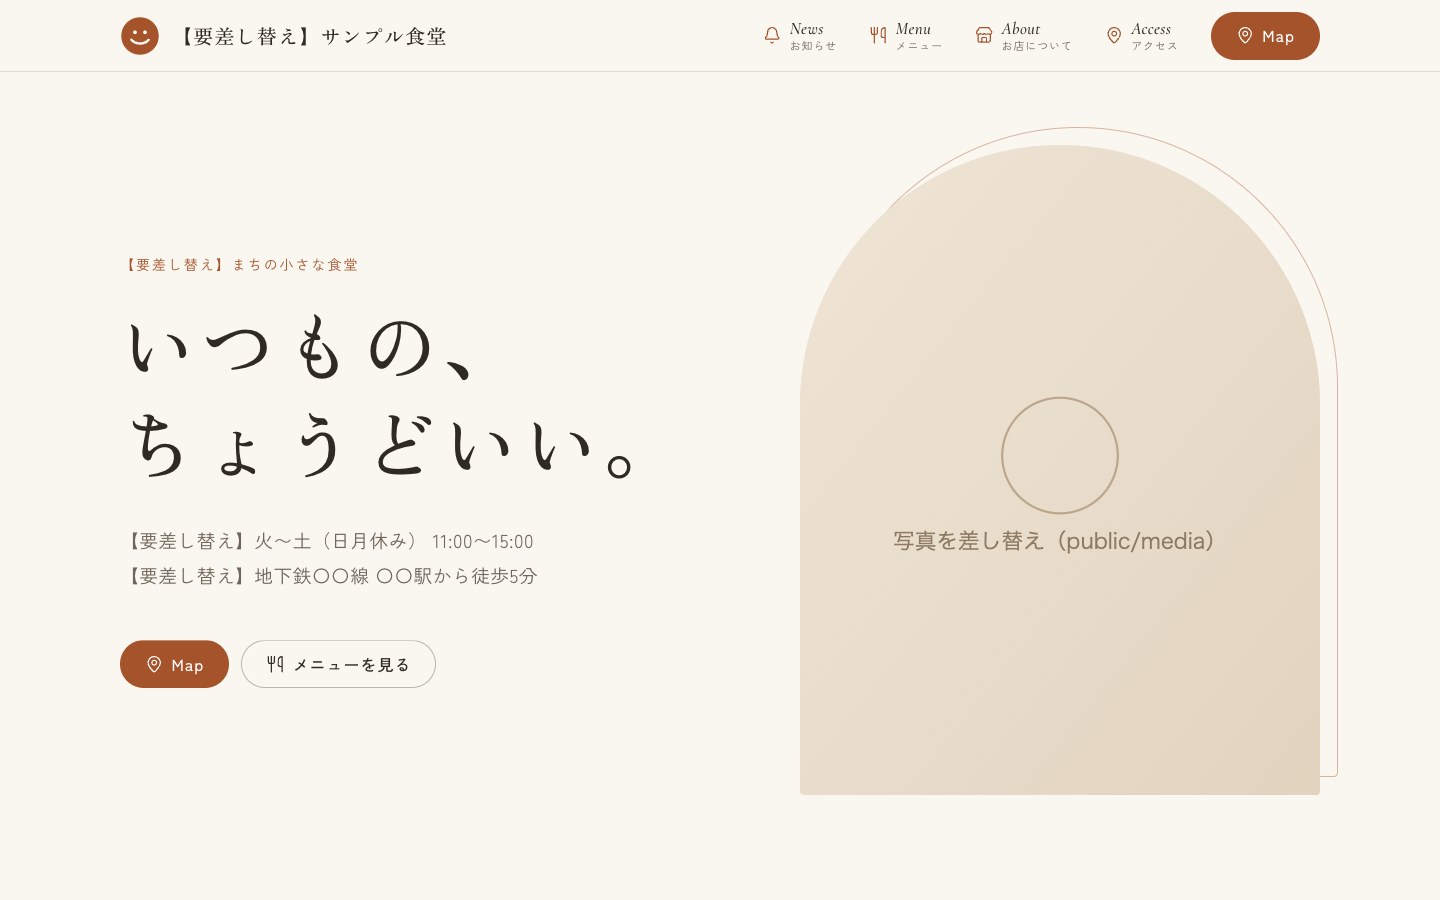 【要差し替え】サンプル食堂
News
お知らせ
Menu
メニュー
About
お店について
Access
アクセス
Map
【要差し替え】まちの小さな食堂
いつもの、
ちょうどいい。
【要差し替え】火〜土（日月休み） 11:00〜15:00
【要差し替え】地下鉄〇〇線 〇〇駅から徒歩5分
Map
メニューを見る
写真を差し替え（public/media）